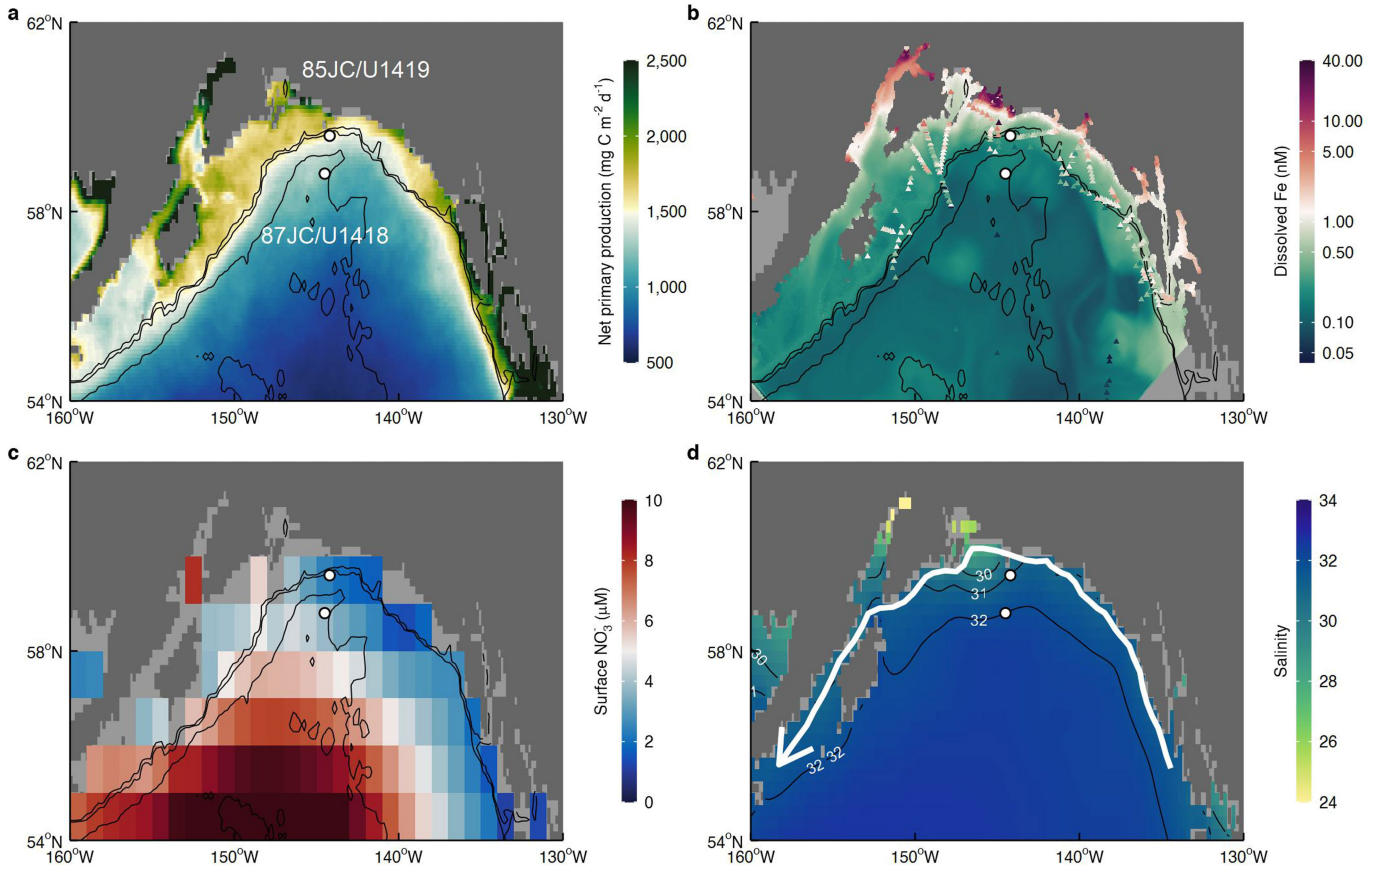 a
62°N
58°N
54°N
160°W
150°W
140°W
130°W
85JC/U1419
87JC/U1418
2,500
2,000
1,500
1,000
500
Net primary production (mg C m⁻² d⁻¹)
b
62°N
58°N
54°N
160°W
150°W
140°W
130°W
40.00
10.00
5.00
1.00
0.50
0.10
0.05
Dissolved Fe (nM)
c
62°N
58°N
54°N
160°W
150°W
140°W
130°W
10
8
6
4
2
0
Surface NO₃ (µM)
d
62°N
58°N
54°N
160°W
150°W
140°W
130°W
30
31
32
30
1
32 32
34
32
30
28
26
24
Salinity